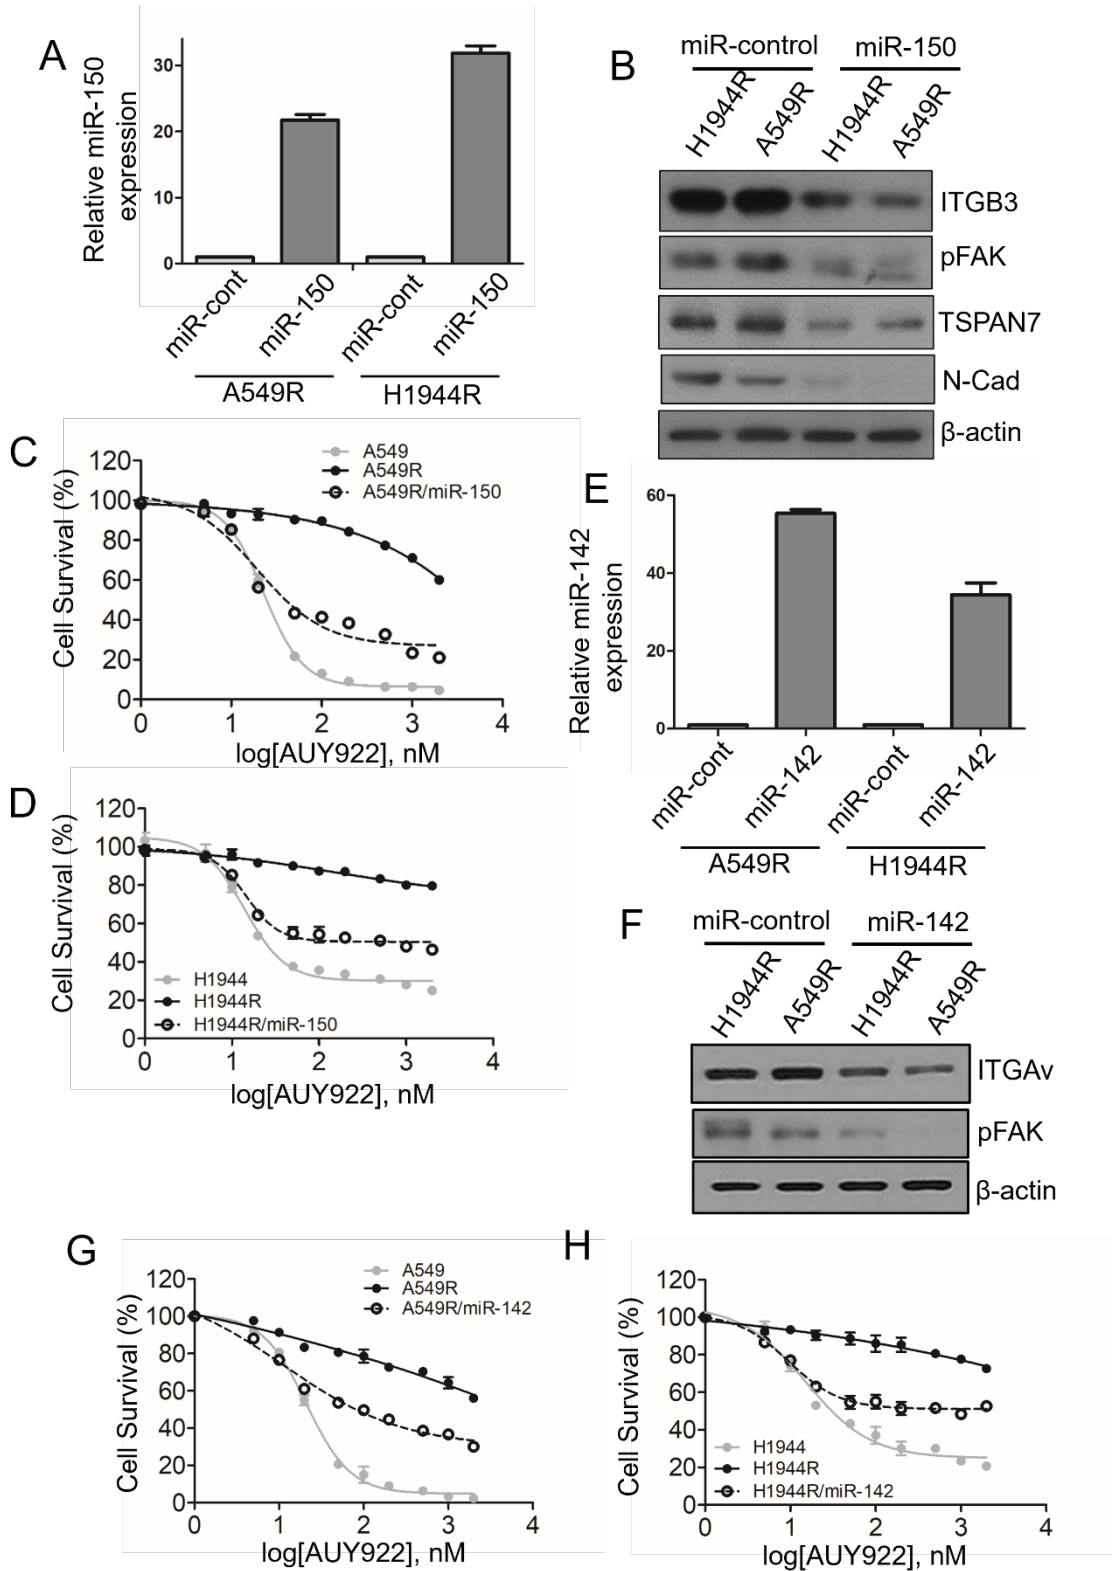 A
Relative miR-150
expression
30
20
10
0
miR-cont
miR-150
miR-cont
miR-150
A549R
H1944R
B
miR-control
miR-150
H1944R
A549R
H1944R
A549R
ITGB3
pFAK
TSPAN7
N-Cad
β-actin
C
Cell Survival (%)
120
100
80
60
40
20
0
0
1
2
3
4
log[AUY922], nM
A549
A549R
A549R/miR-150
E
Relative miR-142
expression
60
40
20
0
miR-cont
miR-142
miR-cont
miR-142
A549R
H1944R
D
Cell Survival (%)
120
100
80
60
40
20
0
H1944
H1944R
H1944R/miR-150
0
1
2
3
4
log[AUY922], nM
F
miR-control
miR-142
H1944R
A549R
H1944R
A549R
ITGAv
pFAK
β-actin
G
Cell Survival (%)
120
100
80
60
40
20
0
A549
A549R
A549R/miR-142
0
1
2
3
4
log[AUY922], nM
H
Cell Survival (%)
120
100
80
60
40
20
0
H1944
H1944R
H1944R/miR-142
0
1
2
3
4
log[AUY922], nM